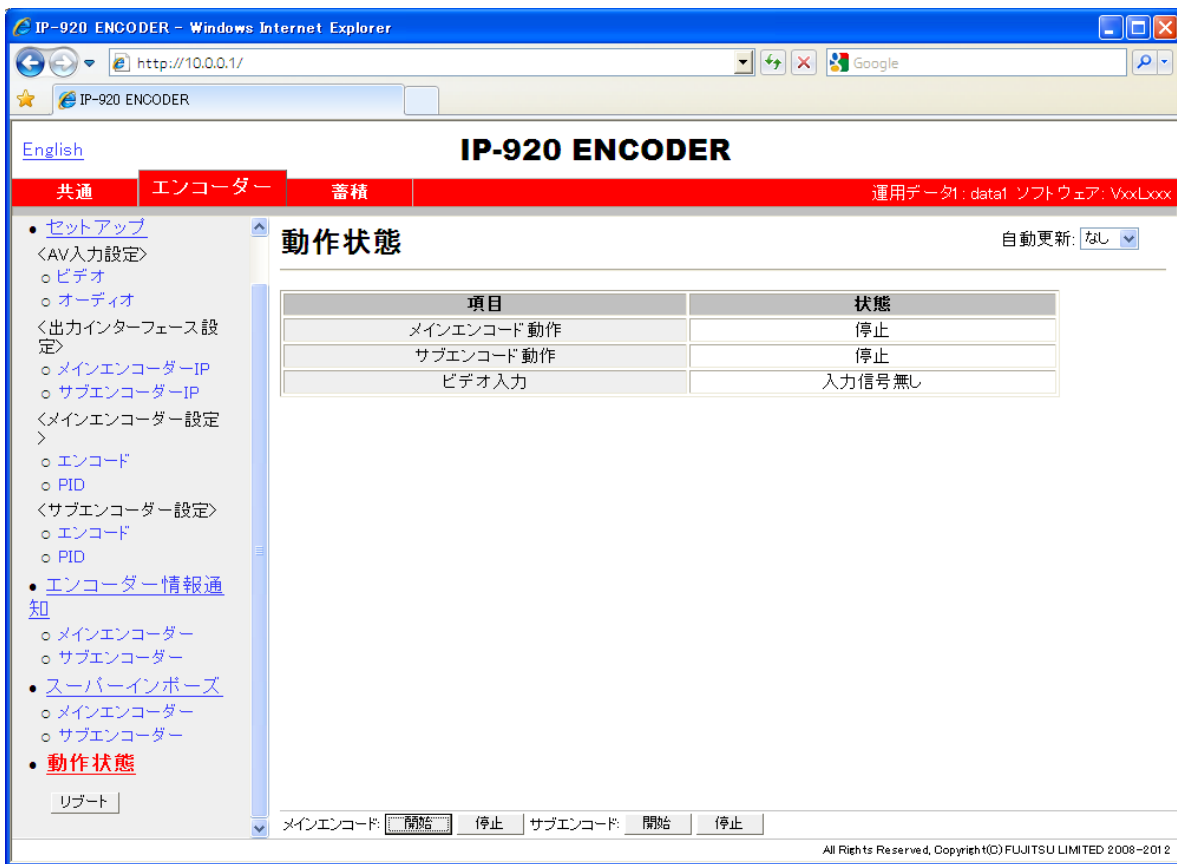 IP-920 ENCODER - Windows Internet Explorer
http://10.0.0.1/
Google
IP-920 ENCODER
English
IP-920 ENCODER
共通 エンコーダー 蓄積 運用データ1: data1 ソフトウェア: VxxLxxx
セットアップ
<AV入力設定>
ビデオ
オーディオ
<出力インターフェース設
定>
メインエンコーダーIP
サブエンコーダーIP
<メインエンコーダー設定
>
エンコード
PID
<サブエンコーダー設定>
エンコード
PID
エンコーダー情報通
知
メインエンコーダー
サブエンコーダー
スーパーインポーズ
メインエンコーダー
サブエンコーダー
動作状態
リブート
動作状態
自動更新: なし
項目 状態
メインエンコード動作 停止
サブエンコード動作 停止
ビデオ入力 入力信号無し
メインエンコード: 開始 停止 サブエンコード: 開始 停止
All Rights Reserved, Copyright(C) FUJITSU LIMITED 2008-2012